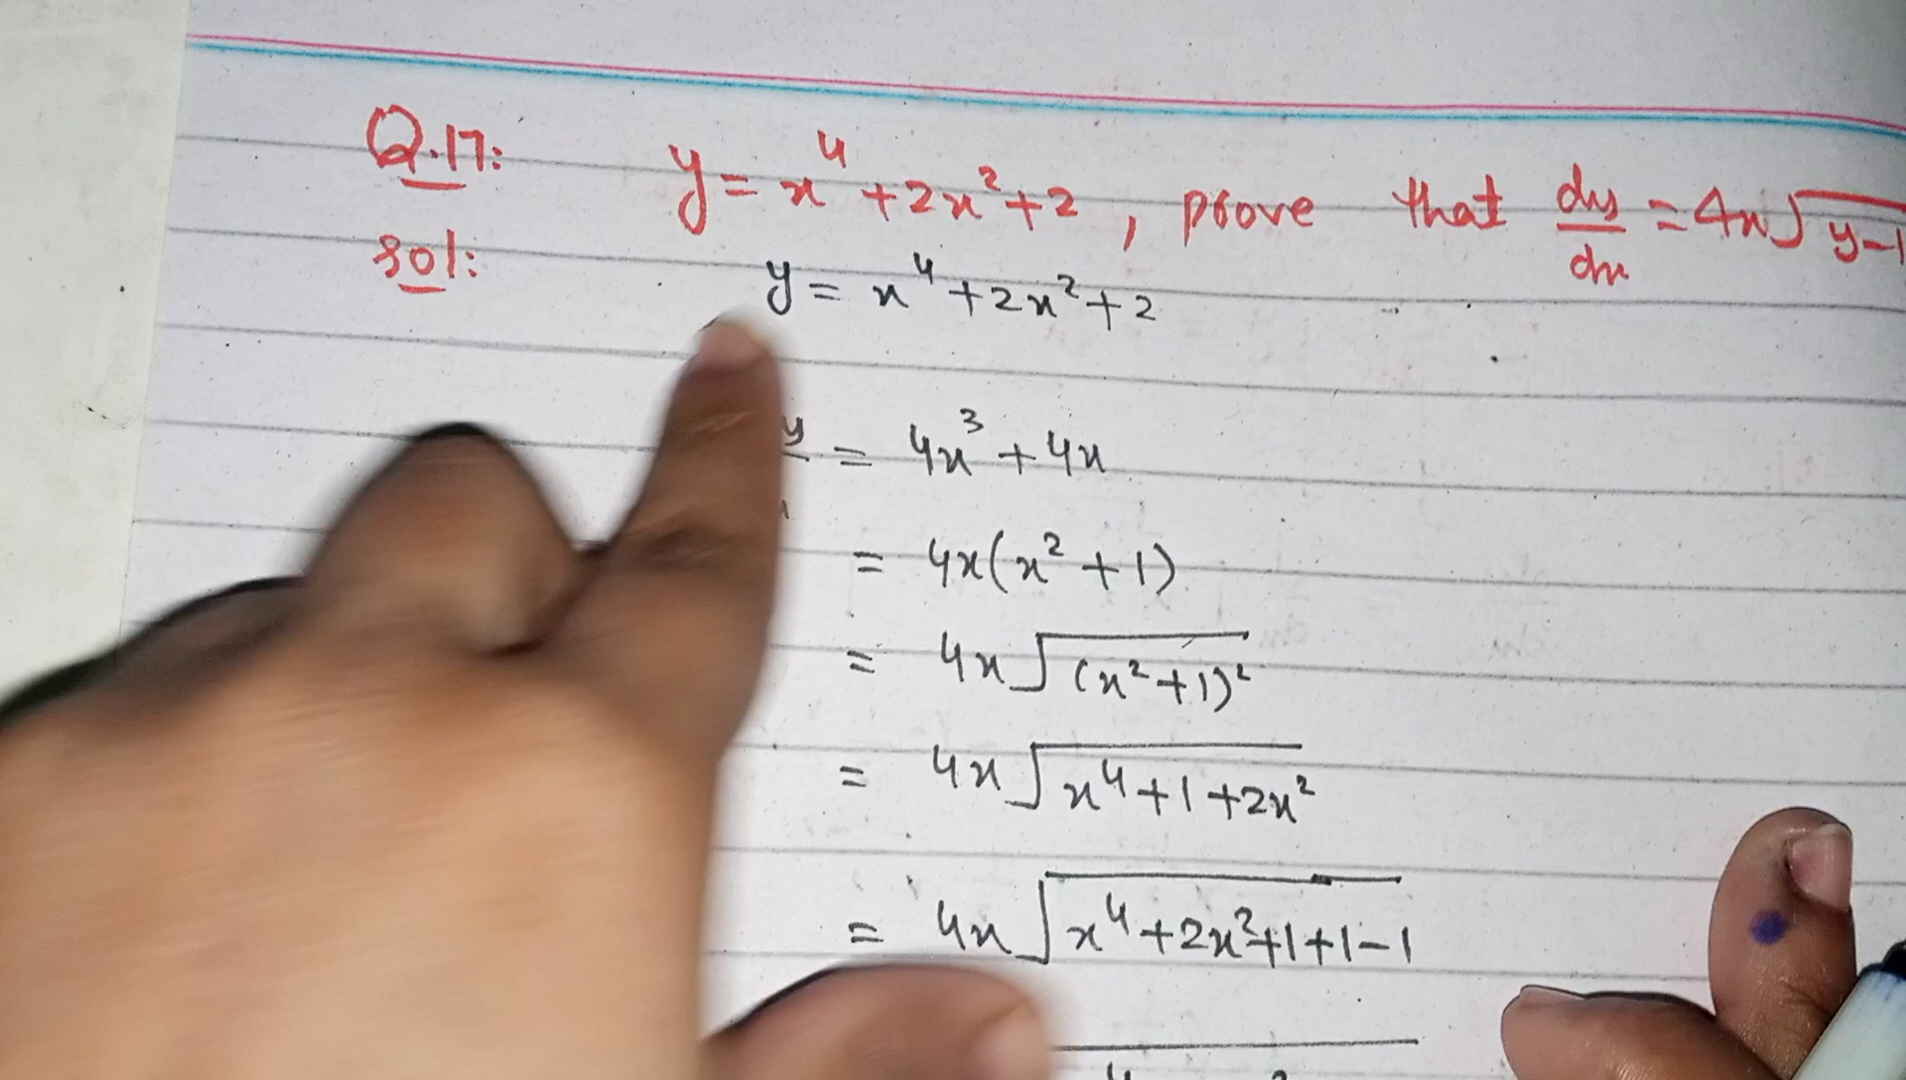 Q.17: y = x⁴ + 2x² + 2 , prove that dy/dx = 4x√(y-1
sol: y = x⁴ + 2x² + 2
y = 4x³ + 4x
= 4x(x² + 1)
= 4x√((x² + 1)²)
= 4x√(x⁴ + 1 + 2x²)
= 4x√(x⁴ + 2x² + 1 + 1 - 1)